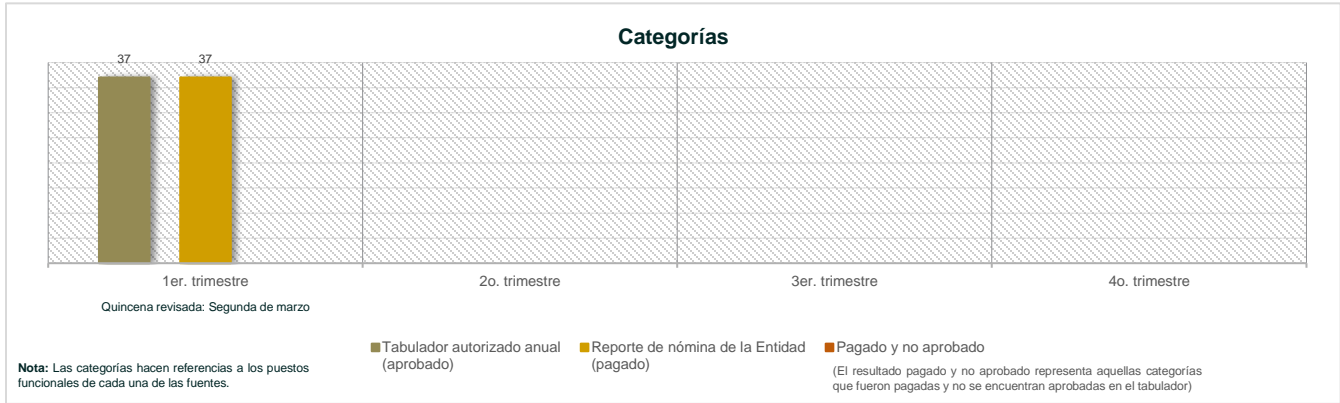 Categorías
37
37
1er. trimestre
2o. trimestre
3er. trimestre
4o. trimestre
Quincena revisada: Segunda de marzo
Tabulador autorizado anual
(aprobado)
Reporte de nómina de la Entidad
(pagado)
Pagado y no aprobado
(El resultado pagado y no aprobado representa aquellas categorías
que fueron pagadas y no se encuentran aprobadas en el tabulador)
Nota: Las categorías hacen referencias a los puestos
funcionales de cada una de las fuentes.